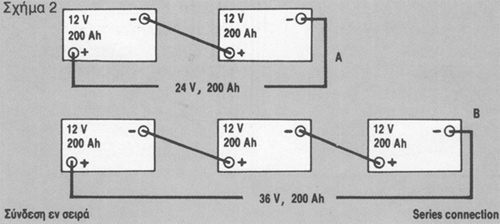 Σχήμα 2
12 V
200 Ah
- +
12 V
200 Ah
- +
A
24 V, 200 Ah
B
12 V
200 Ah
- +
12 V
200 Ah
- +
12 V
200 Ah
- +
36 V, 200 Ah
Σύνδεση εν σειρά
Series connection